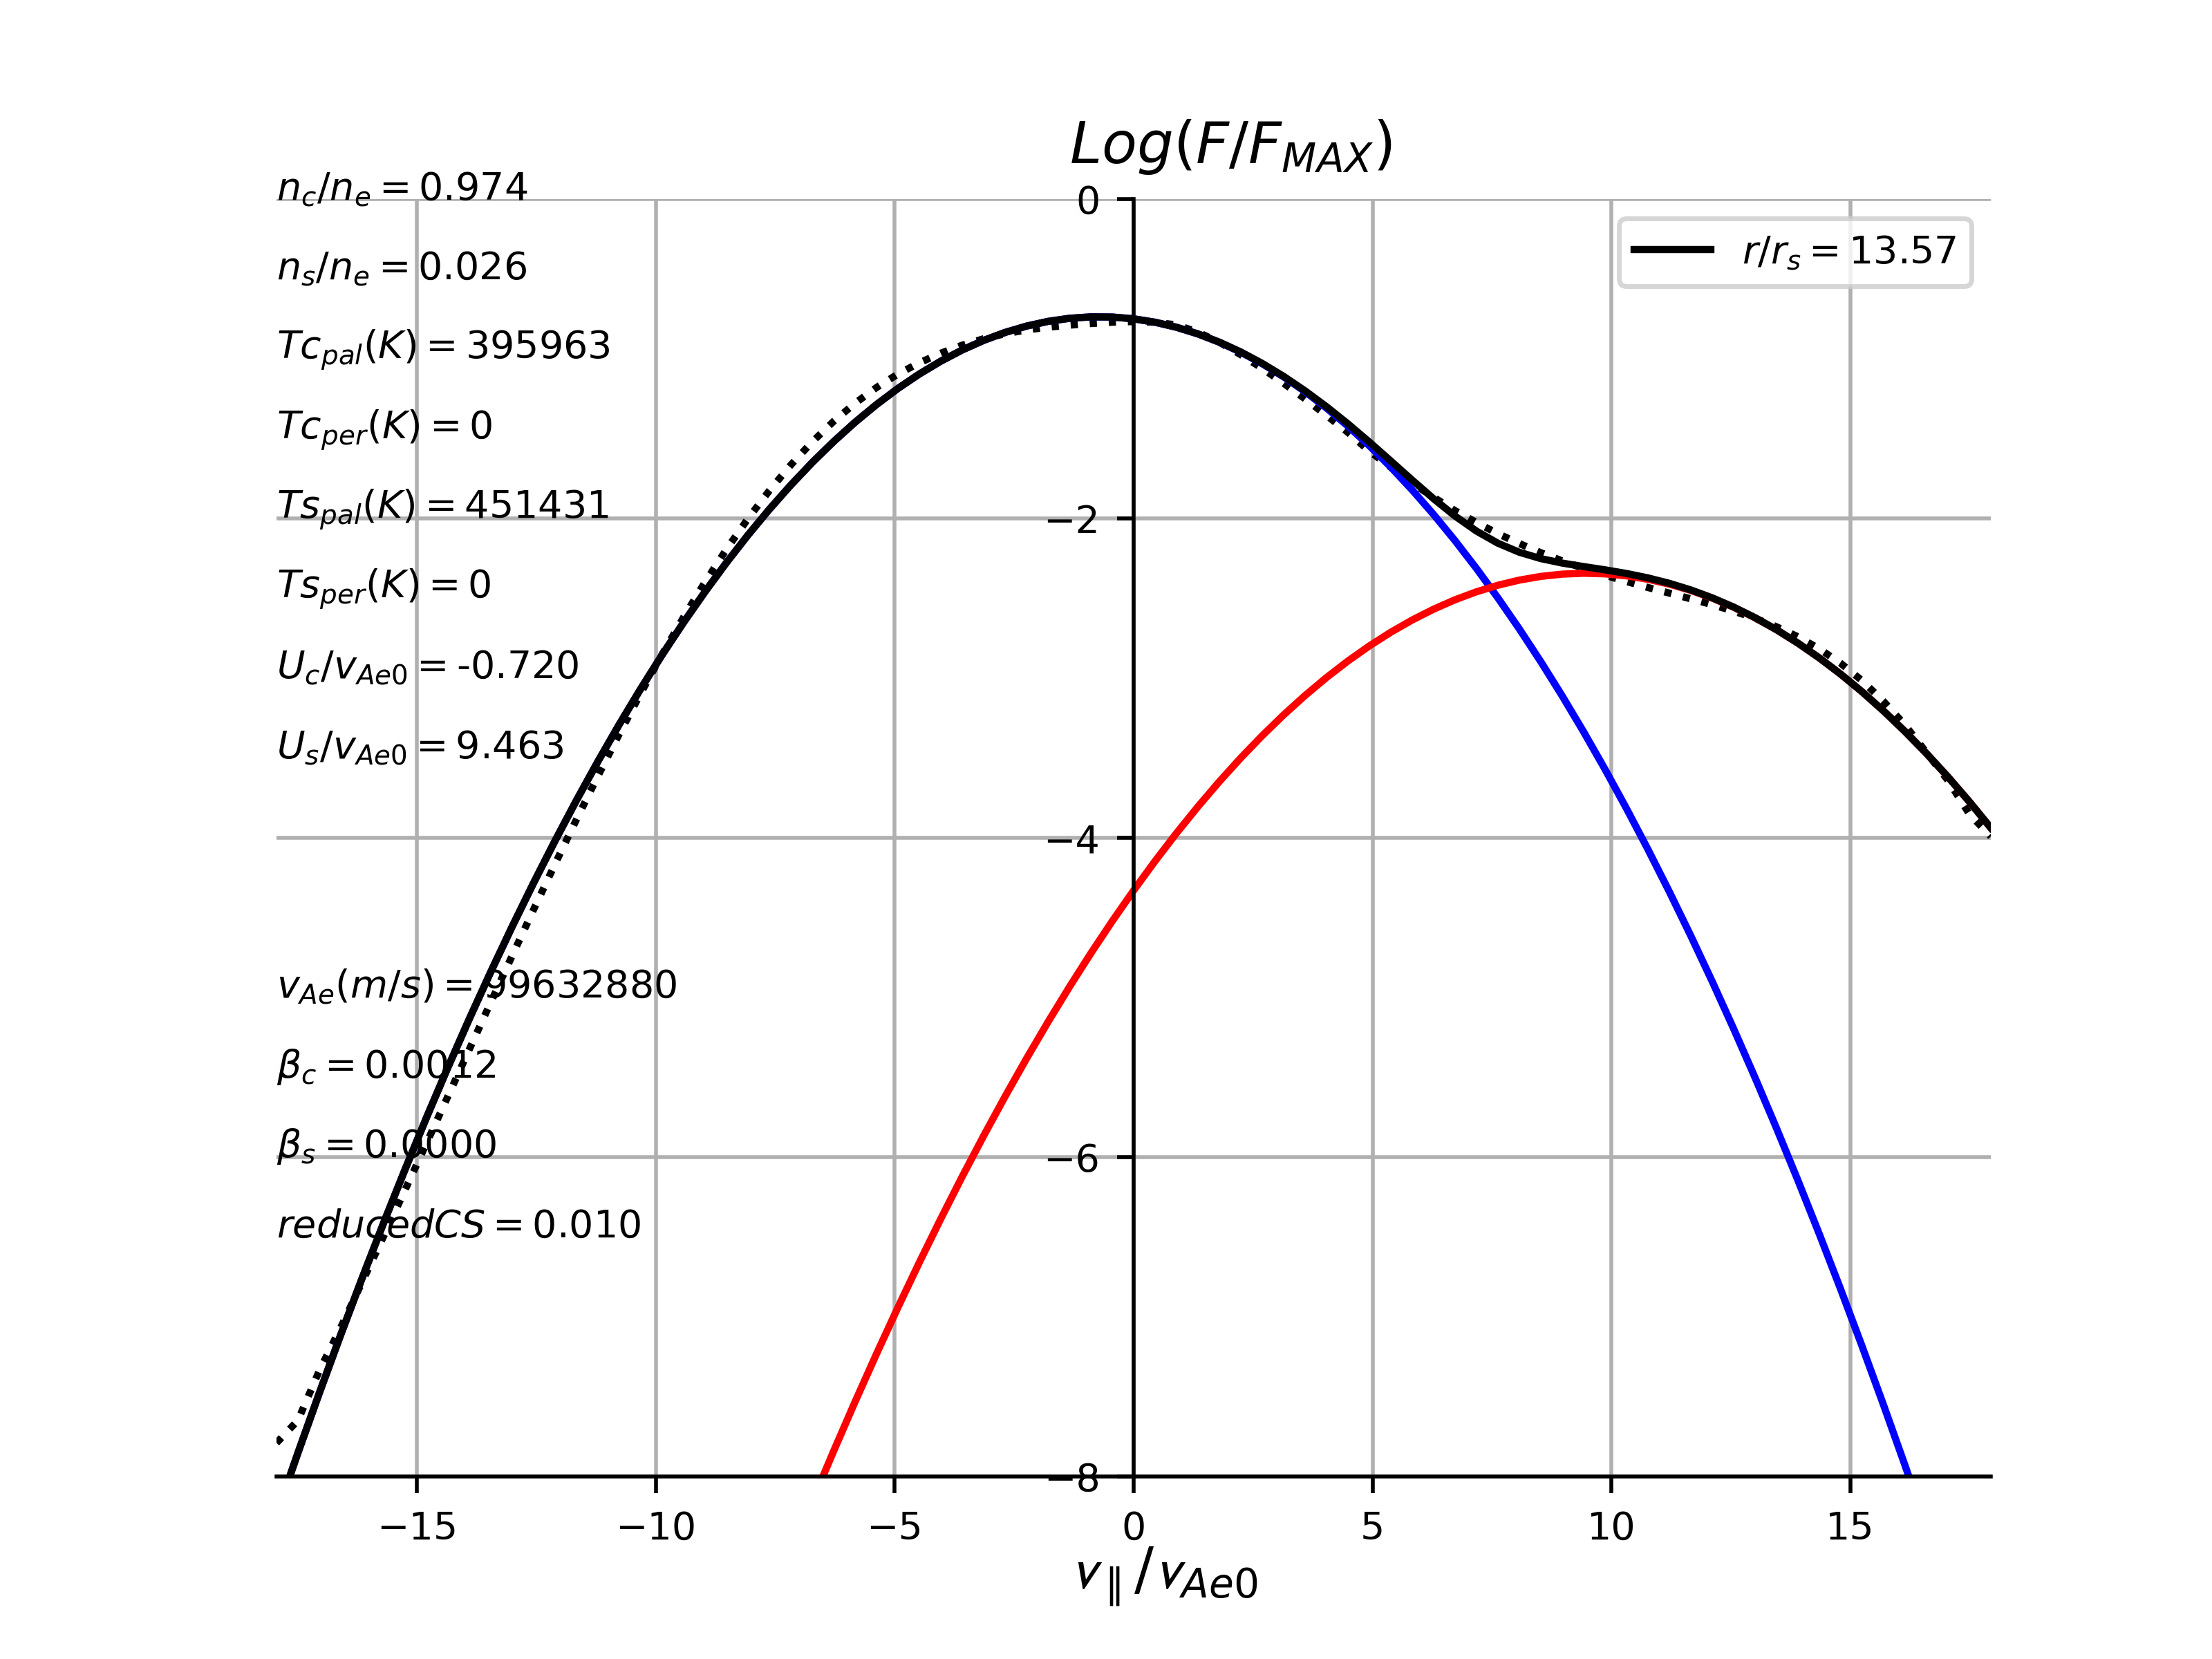 Log(F/F_MAX)
n_c/n_e = 0.974
0
r/r_s = 13.57
n_s/n_e = 0.026
Tc_pal(K) = 395963
Tc_per(K) = 0
Ts_pal(K) = 451431
−2
Ts_per(K) = 0
U_c/v_Ae0 = -0.720
U_s/v_Ae0 = 9.463
−4
v_Ae(m/s) = 99632880
β_c = 0.0012
β_s = 0.0000
−6
reducedCS = 0.010
−8
−15 −10 −5 0 5 10 15
v_∥/v_Ae0